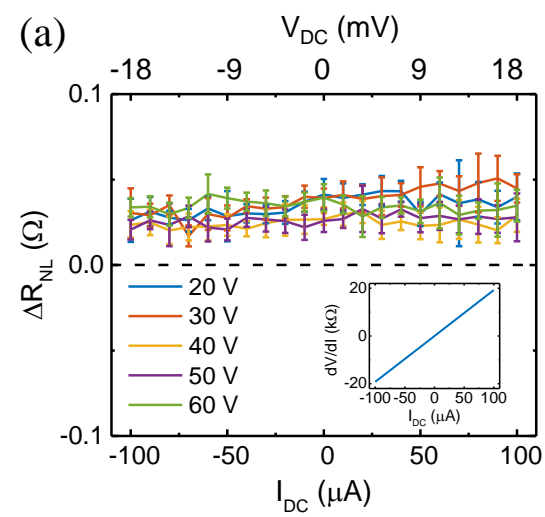 (a)
V_DC (mV)
-18 -9 0 9 18
0.1
0.0
-0.1
ΔR_NL (Ω)
20 V
30 V
40 V
50 V
60 V
20
0
-20
dV/dI (kΩ)
-100 -50 0 50 100
I_DC (μA)
-100 -50 0 50 100
I_DC (μA)